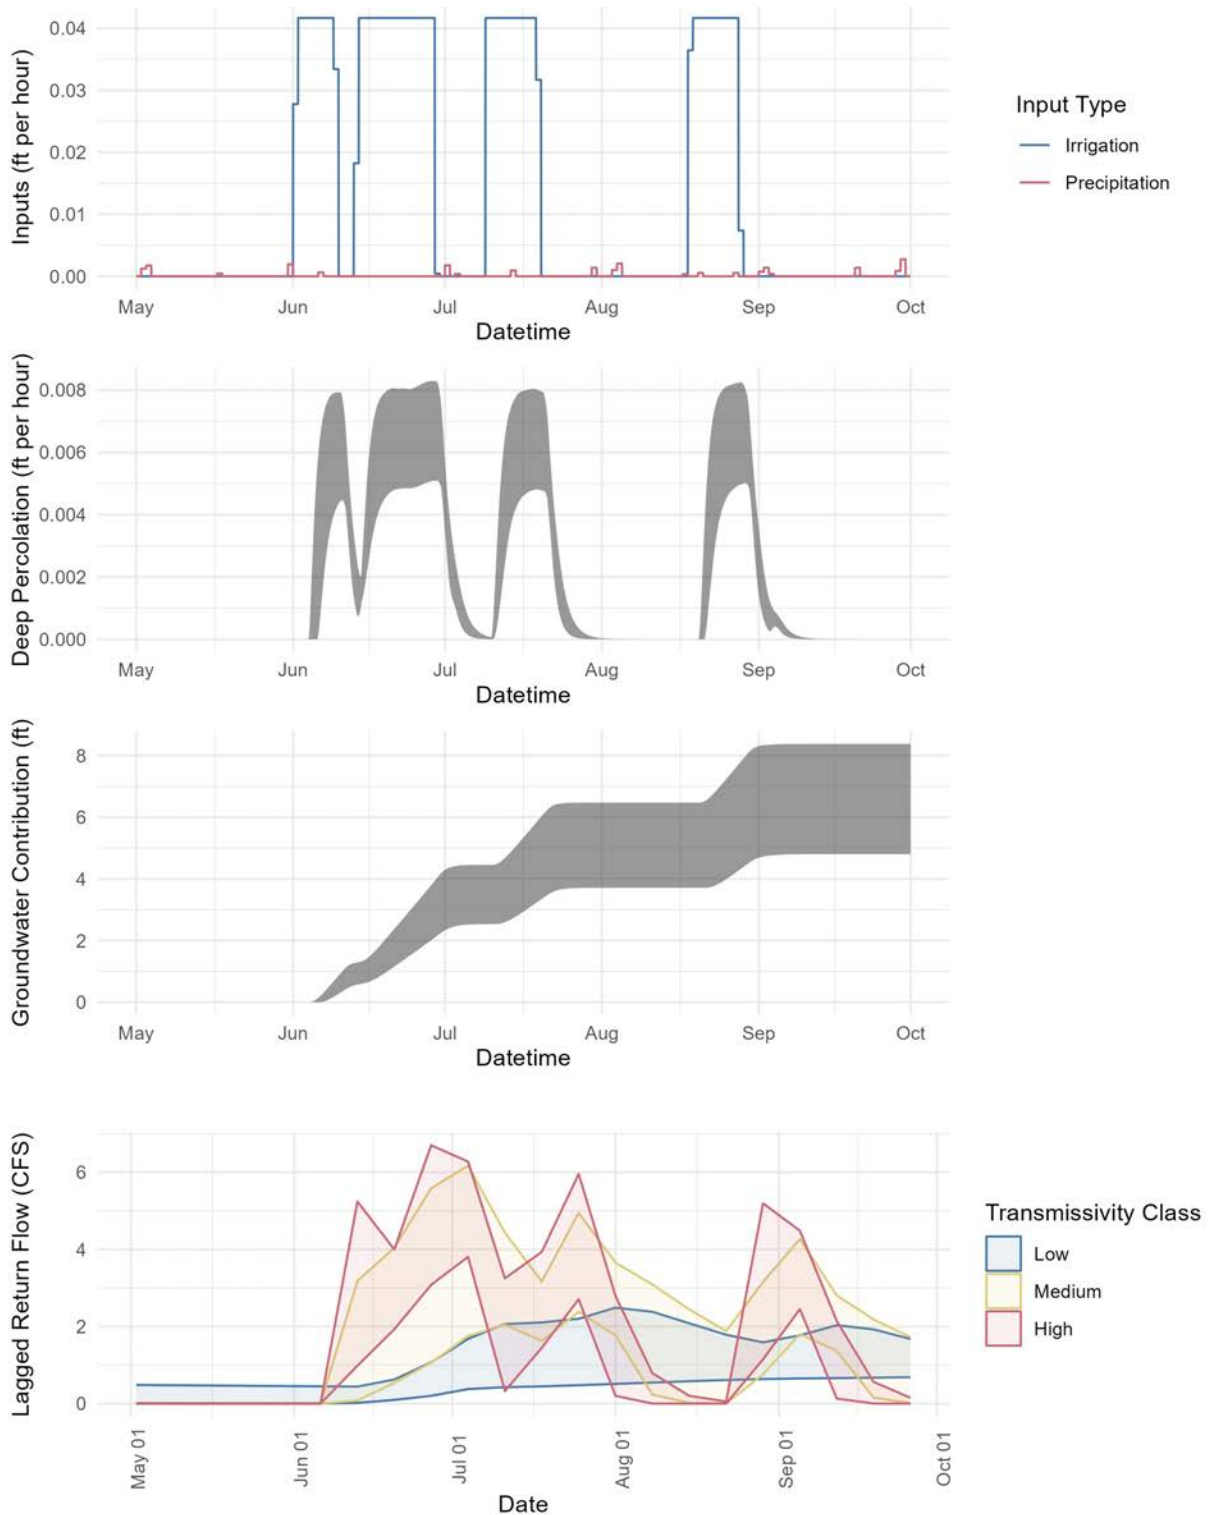 Inputs (ft per hour)
0.04
0.03
0.02
0.01
0.00
May Jun Jul Aug Sep Oct
Datetime
Input Type
Irrigation
Precipitation
Deep Percolation (ft per hour)
0.008
0.006
0.004
0.002
0.000
May Jun Jul Aug Sep Oct
Datetime
Groundwater Contribution (ft)
8
6
4
2
0
May Jun Jul Aug Sep Oct
Datetime
Lagged Return Flow (CFS)
6
4
2
0
May 01 Jun 01 Jul 01 Aug 01 Sep 01 Oct 01
Date
Transmissivity Class
Low
Medium
High